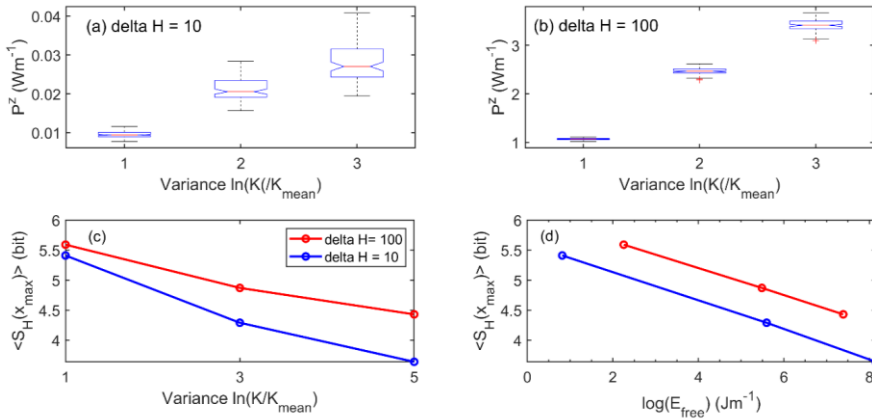 (a) delta H = 10
P^z (Wm^-1)
0.04
0.03
0.02
0.01
1 2 3
Variance ln(K(/K_mean)
(b) delta H = 100
P^z (Wm^-1)
3
2
1
1 2 3
Variance ln(K(/K_mean)
(c)
<S_H(x_max)> (bit)
6
5.5
5
4.5
4
delta H= 100
delta H = 10
1 3 5
Variance ln(K/K_mean)
(d)
<S_H(x_max)> (bit)
6
5.5
5
4.5
4
0 2 4 6 8
log(E_free) (Jm^-1)